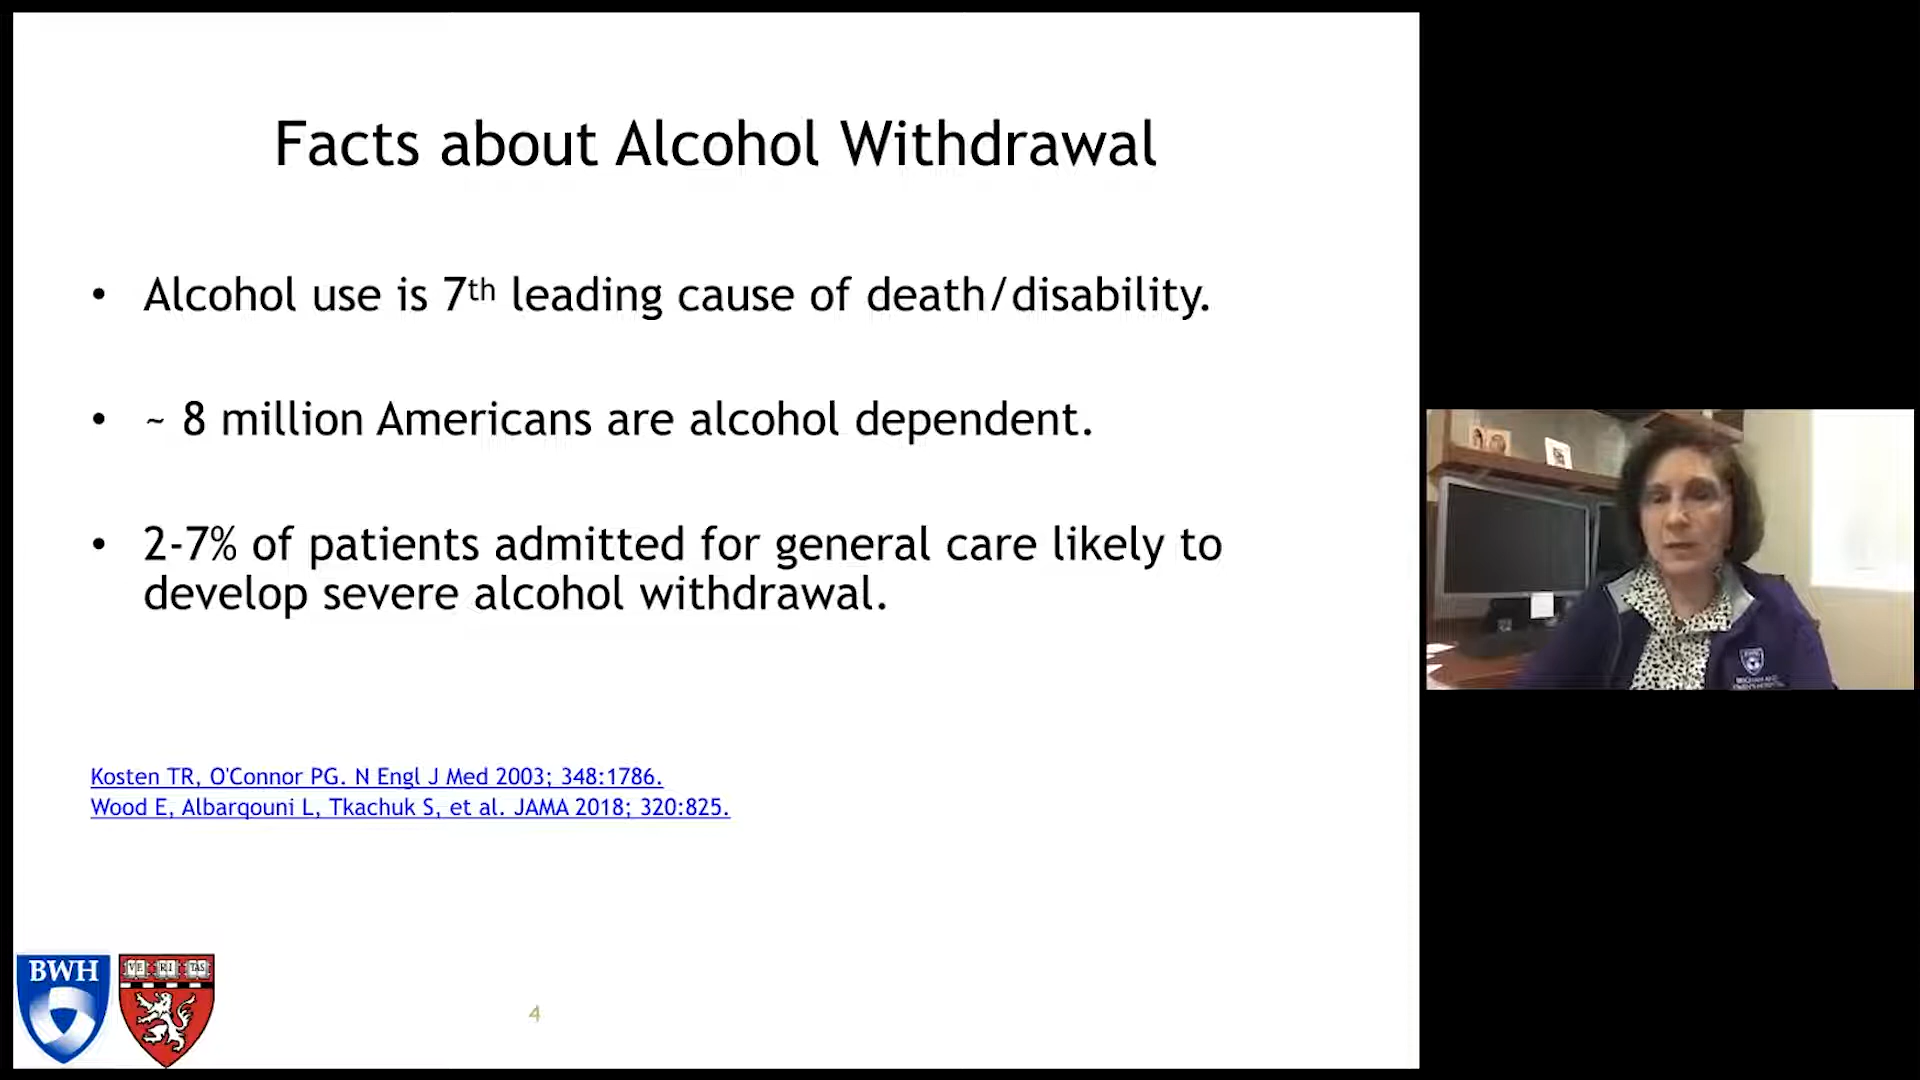 Facts about Alcohol Withdrawal
• Alcohol use is 7th leading cause of death/disability.
• ~ 8 million Americans are alcohol dependent.
• 2-7% of patients admitted for general care likely to
develop severe alcohol withdrawal.
Kosten TR, O'Connor PG. N Engl J Med 2003; 348:1786.
Wood E, Albarqouni L, Tkachuk S, et al. JAMA 2018; 320:825.
BWH
VE RI TAS
4